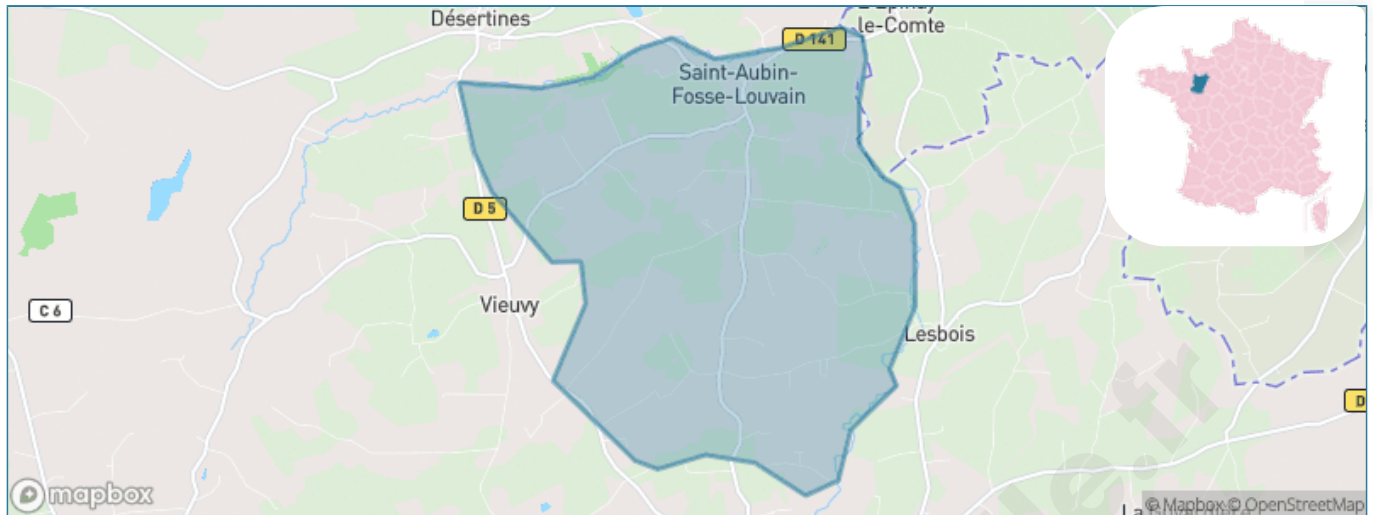 Désertines
le-Comte
D 141
Saint-Aubin-
Fosse-Louvain
D 5
Vieuvy
C 6
Lesbois
D
mapbox
© Mapbox © OpenStreetMap